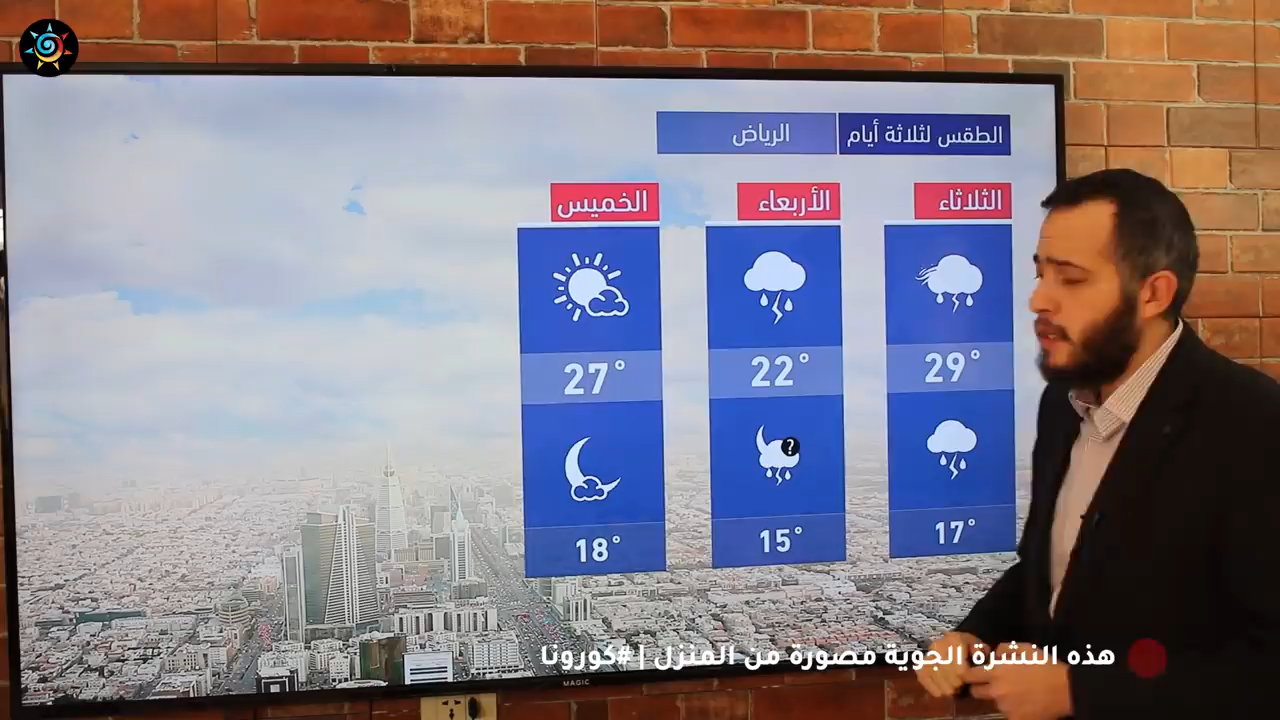 الطقس لثلاثة أيام
الرياض
الثلاثاء
الأربعاء
الخميس
29°
22°
27°
?
17°
15°
18°
هذه النشرة الجوية مصورة من المنزل | #كورونا
MAGIC